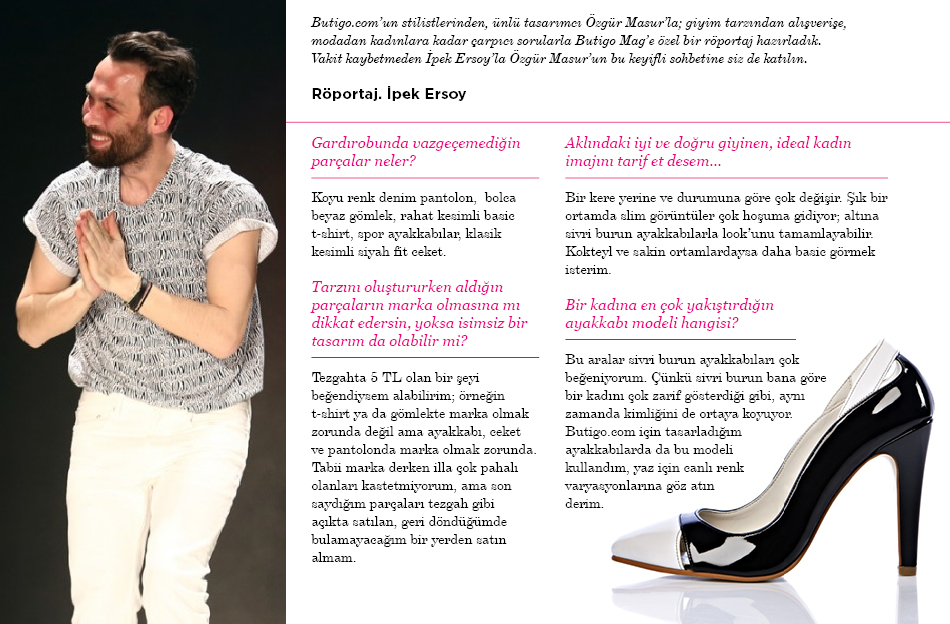 Butigo.com'un stilistlerinden, ünlü tasarımcı Özgür Masur'la; giyim tarzından alışverişe,
modadan kadınlara kadar çarpıcı sorularla Butigo Mag'e özel bir röportaj hazırladık.
Vakit kaybetmeden İpek Ersoy'la Özgür Masur'un bu keyifli sohbetine siz de katılın.
Röportaj. İpek Ersoy
Gardırobunda vazgeçemediğin
parçalar neler?
Koyu renk denim pantolon, bolca
beyaz gömlek, rahat kesimli basic
t-shirt, spor ayakkabılar, klasik
kesimli siyah fit ceket.
Tarzını oluştururken aldığın
parçaların marka olmasına mı
dikkat edersin, yoksa isimsiz bir
tasarım da olabilir mi?
Tezgahta 5 TL olan bir şeyi
beğendiysem alabilirim; örneğin
t-shirt ya da gömlekte marka olmak
zorunda değil ama ayakkabı, ceket
ve pantolonda marka olmak zorunda.
Tabii marka derken illa çok pahalı
olanları kastetmiyorum, ama son
saydığım parçaları tezgah gibi
açıkta satılan, geri döndüğümde
bulamayacağım bir yerden satın
almam.
Aklındaki iyi ve doğru giyinen, ideal kadın
imajını tarif et desem...
Bir kere yerine ve durumuna göre çok değişir. Şık bir
ortamda slim görüntüler çok hoşuma gidiyor; altına
sivri burun ayakkabılarla look'unu tamamlayabilir.
Kokteyl ve sakin ortamlardaysa daha basic görmek
isterim.
Bir kadına en çok yakıştırdığın
ayakkabı modeli hangisi?
Bu aralar sivri burun ayakkabıları çok
beğeniyorum. Çünkü sivri burun bana göre
bir kadını çok zarif gösterdiği gibi, aynı
zamanda kimliğini de ortaya koyuyor.
Butigo.com için tasarladığım
ayakkabılarda da bu modeli
kullandım, yaz için canlı renk
varyasyonlarına göz atın
derim.